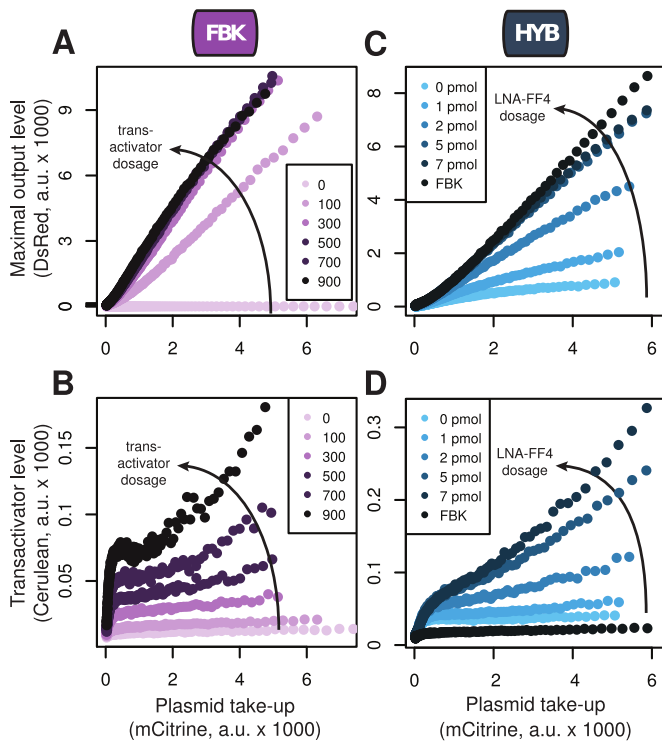 A
FBK
C
HYB
Maximal output level
(DsRed, a.u. x 1000)
9
6
3
0
trans-
activator
dosage
0
100
300
500
700
900
0
2
4
6
8
6
4
2
0
0 pmol
1 pmol
2 pmol
5 pmol
7 pmol
FBK
LNA-FF4
dosage
0
2
4
6
B
Transactivator level
(Cerulean, a.u. x 1000)
0.15
0.1
0.05
trans-
activator
dosage
0
100
300
500
700
900
0
2
4
6
Plasmid take-up
(mCitrine, a.u. x 1000)
D
0.3
0.2
0.1
0
0 pmol
1 pmol
2 pmol
5 pmol
7 pmol
FBK
LNA-FF4
dosage
0
2
4
6
Plasmid take-up
(mCitrine, a.u. x 1000)